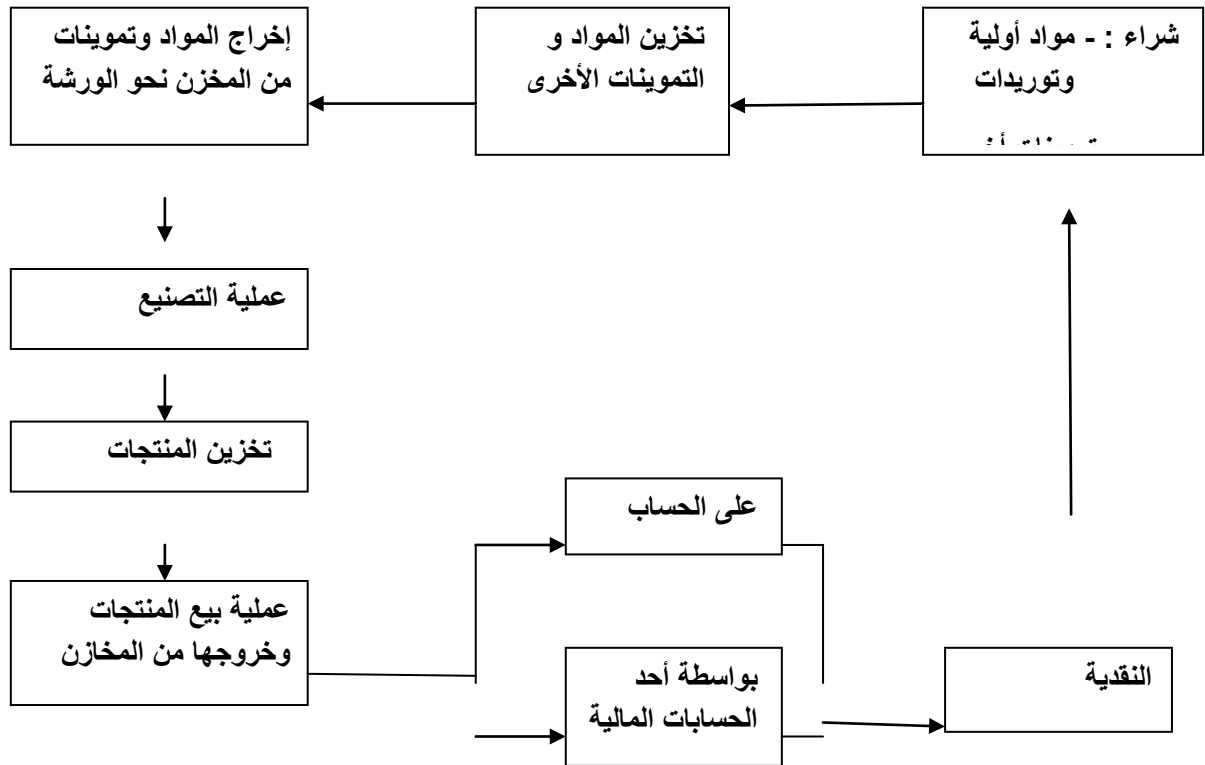 شراء : - مواد أولية
وتوريدات
تخزين المواد و
التموينات الأخرى
إخراج المواد وتموينات
من المخزن نحو الورشة
عملية التصنيع
تخزين المنتجات
عملية بيع المنتجات
وخروجها من المخازن
على الحساب
بواسطة أحد
الحسابات المالية
النقدية